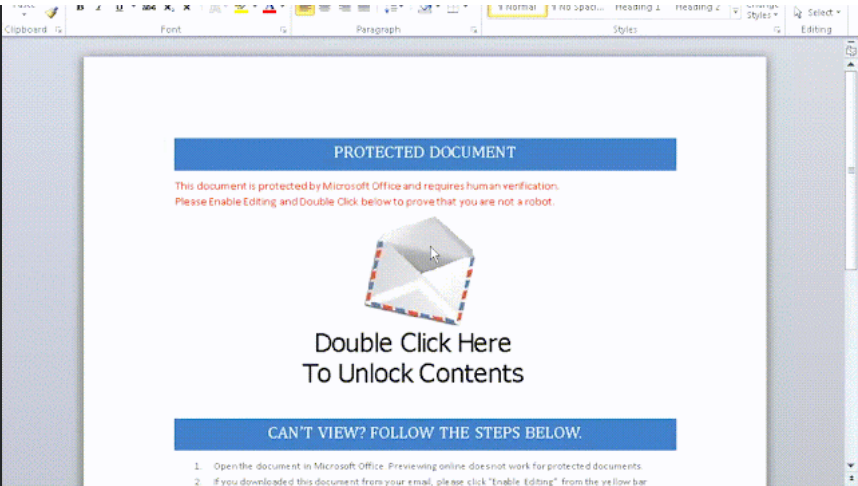 Normal
No Spaci...
Heading 1
Heading 2
Styles
Select
Clipboard
Font
Paragraph
Styles
Editing
PROTECTED DOCUMENT
This document is protected by Microsoft Office and requires human verification.
Please Enable Editing and Double Click below to prove that you are not a robot.
Double Click Here
To Unlock Contents
CAN'T VIEW? FOLLOW THE STEPS BELOW.
1. Open the document in Microsoft Office. Previewing online does not work for protected documents.
2. If you downloaded this document from your email, please click "Enable Editing" from the yellow bar